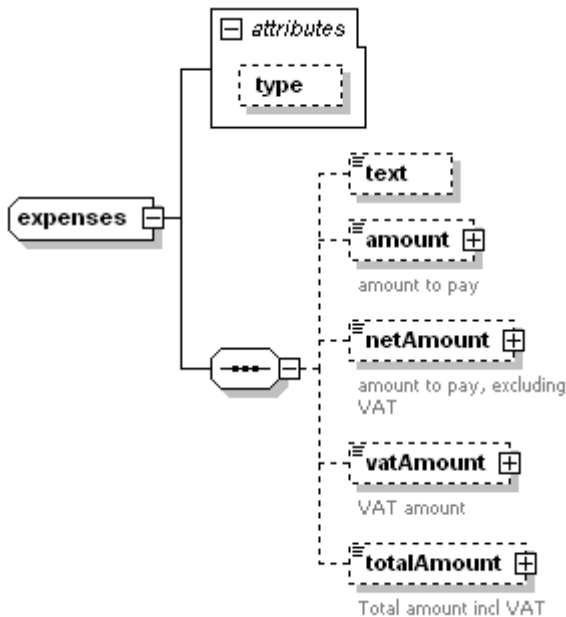 attributes
type
expenses
text
amount
amount to pay
netAmount
amount to pay, excluding
VAT
vatAmount
VAT amount
totalAmount
Total amount incl VAT